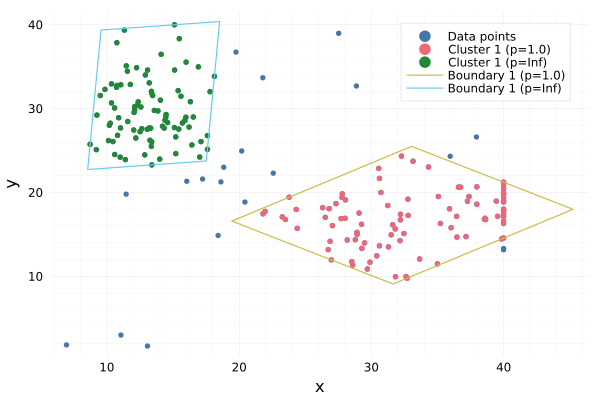 40
30
20
10
10
20
30
40
x
y
Data points
Cluster 1 (p=1.0)
Cluster 1 (p=Inf)
Boundary 1 (p=1.0)
Boundary 1 (p=Inf)